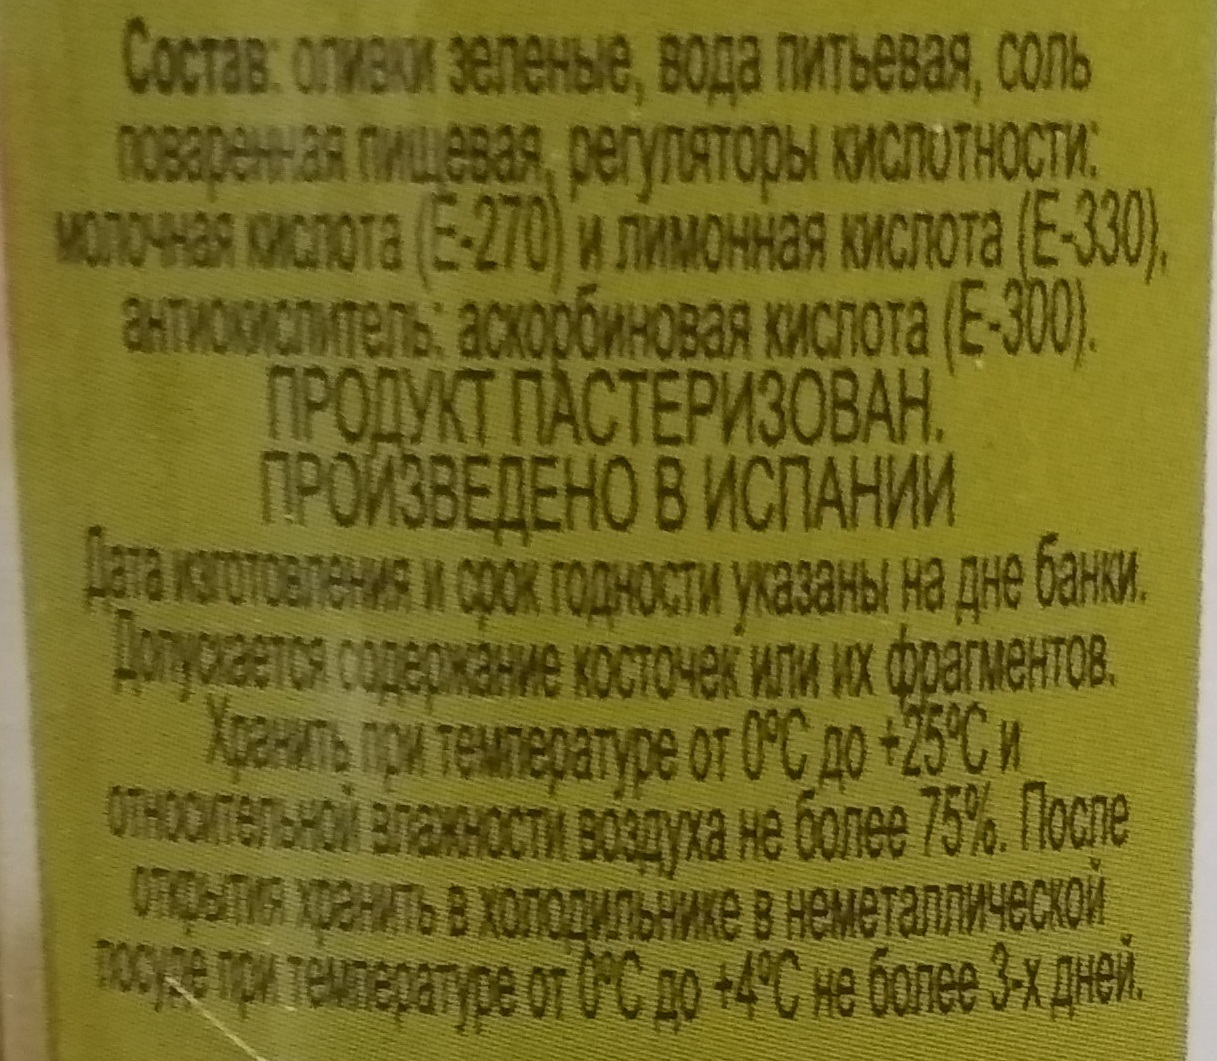 Состав: оливки зеленые, вода питьевая, соль
поваренная пищевая, регуляторы кислотности:
молочная кислота (Е-270) и лимонная кислота (Е-330),
антиокислитель: аскорбиновая кислота (Е-300).
ПРОДУКТ ПАСТЕРИЗОВАН.
ПРОИЗВЕДЕНО В ИСПАНИИ
Дата изготовления и срок годности указаны на дне банки.
Допускается содержание косточек или их фрагментов.
Хранить при температуре от 0°С до +25°С и
относительной влажности воздуха не более 75%. После
открытия хранить в холодильнике в неметаллической
посуде при температуре от 0°С до +4°С не более 3-х дней.